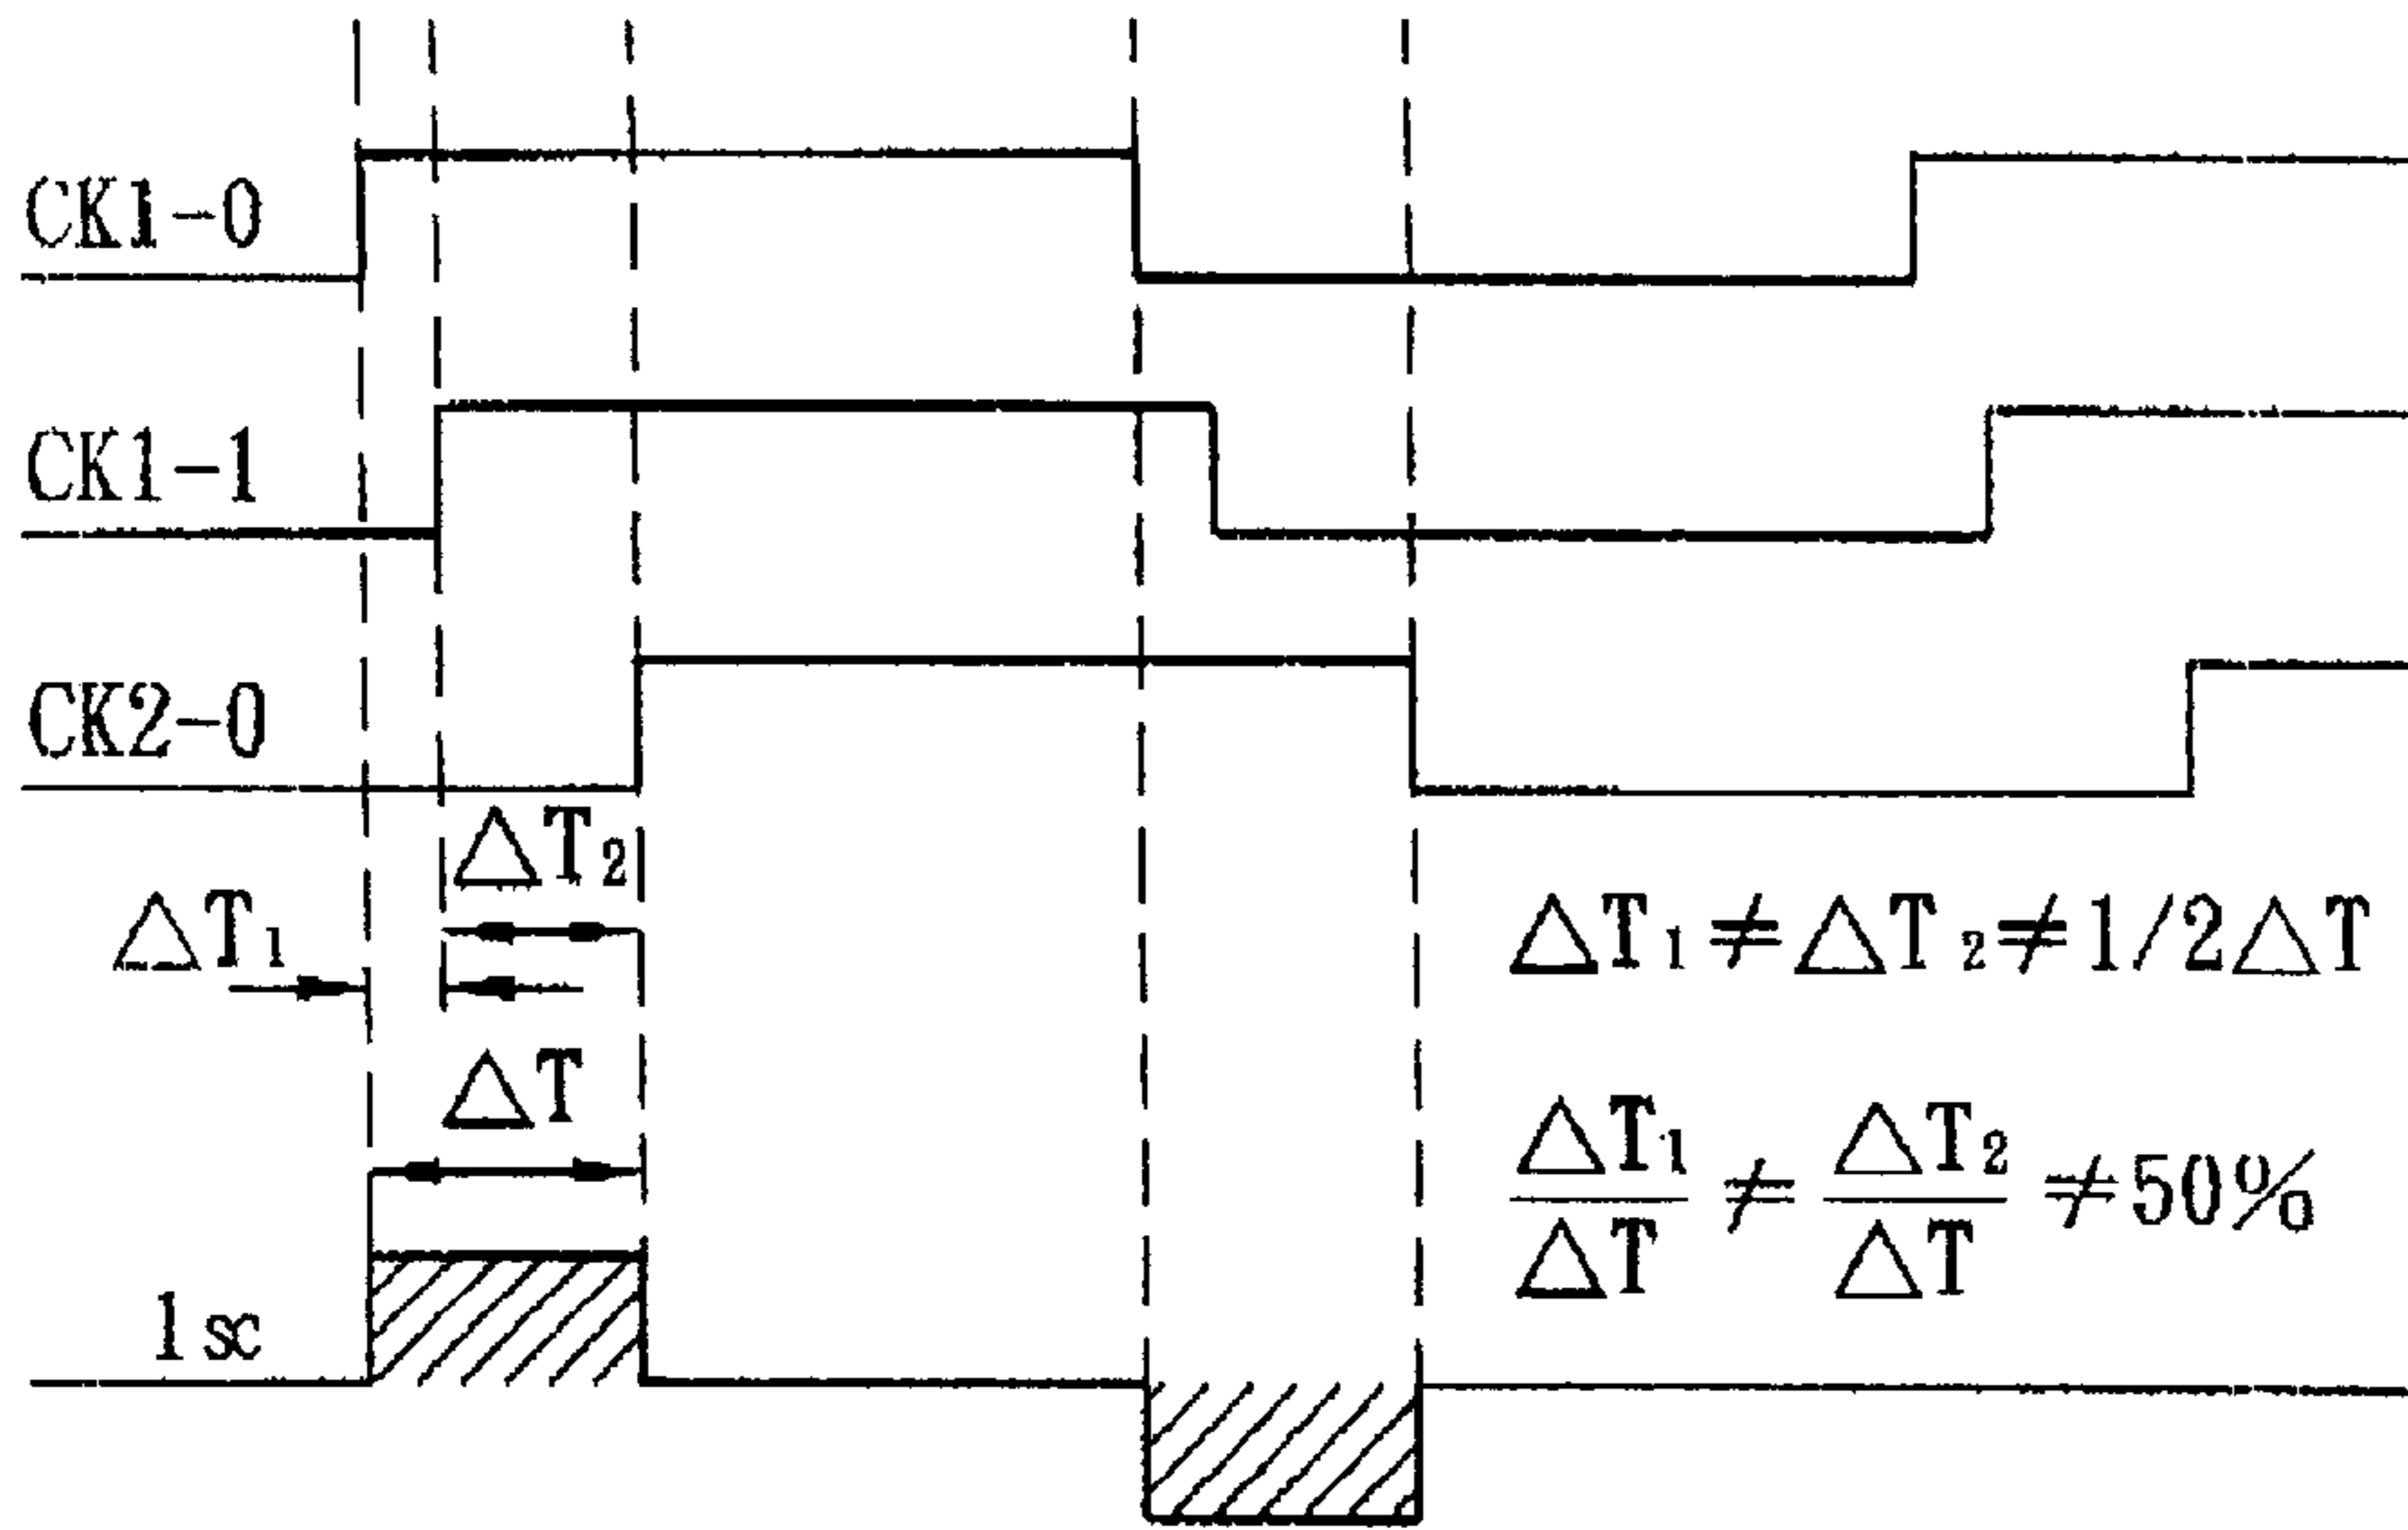 CK1-0
CK1-1
CK2-0
△T₂
△T₁
△T₁≠△T₂≠1/2△T
△T
△T₁/△T ≠ △T₂/△T ≠50%
1sc